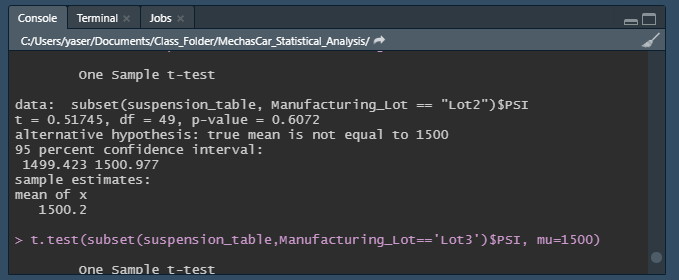 Console Terminal × Jobs ×
C:/Users/yaser/Documents/Class_Folder/MechasCar_Statistical_Analysis/
One Sample t-test
data:  subset(suspension_table, Manufacturing_Lot == "Lot2")$PSI
t = 0.51745, df = 49, p-value = 0.6072
alternative hypothesis: true mean is not equal to 1500
95 percent confidence interval:
 1499.423 1500.977
sample estimates:
mean of x
   1500.2
> t.test(subset(suspension_table,Manufacturing_Lot=='Lot3')$PSI, mu=1500)
One Sample t-test